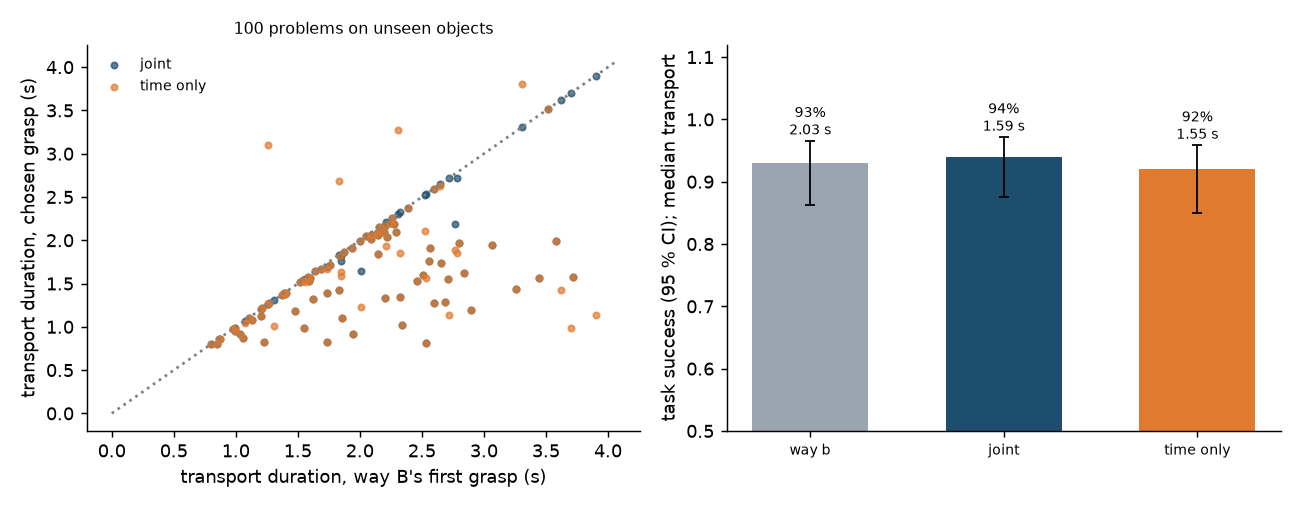 100 problems on unseen objects
joint
time only
transport duration, chosen grasp (s)
4.0
3.5
3.0
2.5
2.0
1.5
1.0
0.5
0.0
0.0 0.5 1.0 1.5 2.0 2.5 3.0 3.5 4.0
transport duration, way B's first grasp (s)
task success (95 % CI); median transport
1.1
1.0
0.9
0.8
0.7
0.6
0.5
93%
2.03 s
94%
1.59 s
92%
1.55 s
way b joint time only